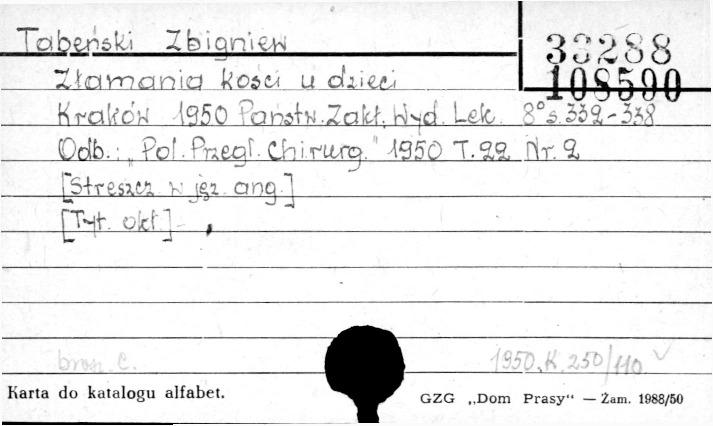 Tabeński Zbigniew
33288
108590
Złamania kości u dzieci
Kraków 1950 Państw. Zakł. Wyd. Lek. 8° s. 332-338
Odb.: "Pol. Przegl. Chirurg." 1950 T. 22 Nr. 2
[Streszcz. w jęz. ang.]
[Tyt. okł.]
brosz. C.
1950.K.250/110
Karta do katalogu alfabet.
GZG „Dom Prasy“ — Zam. 1988/50